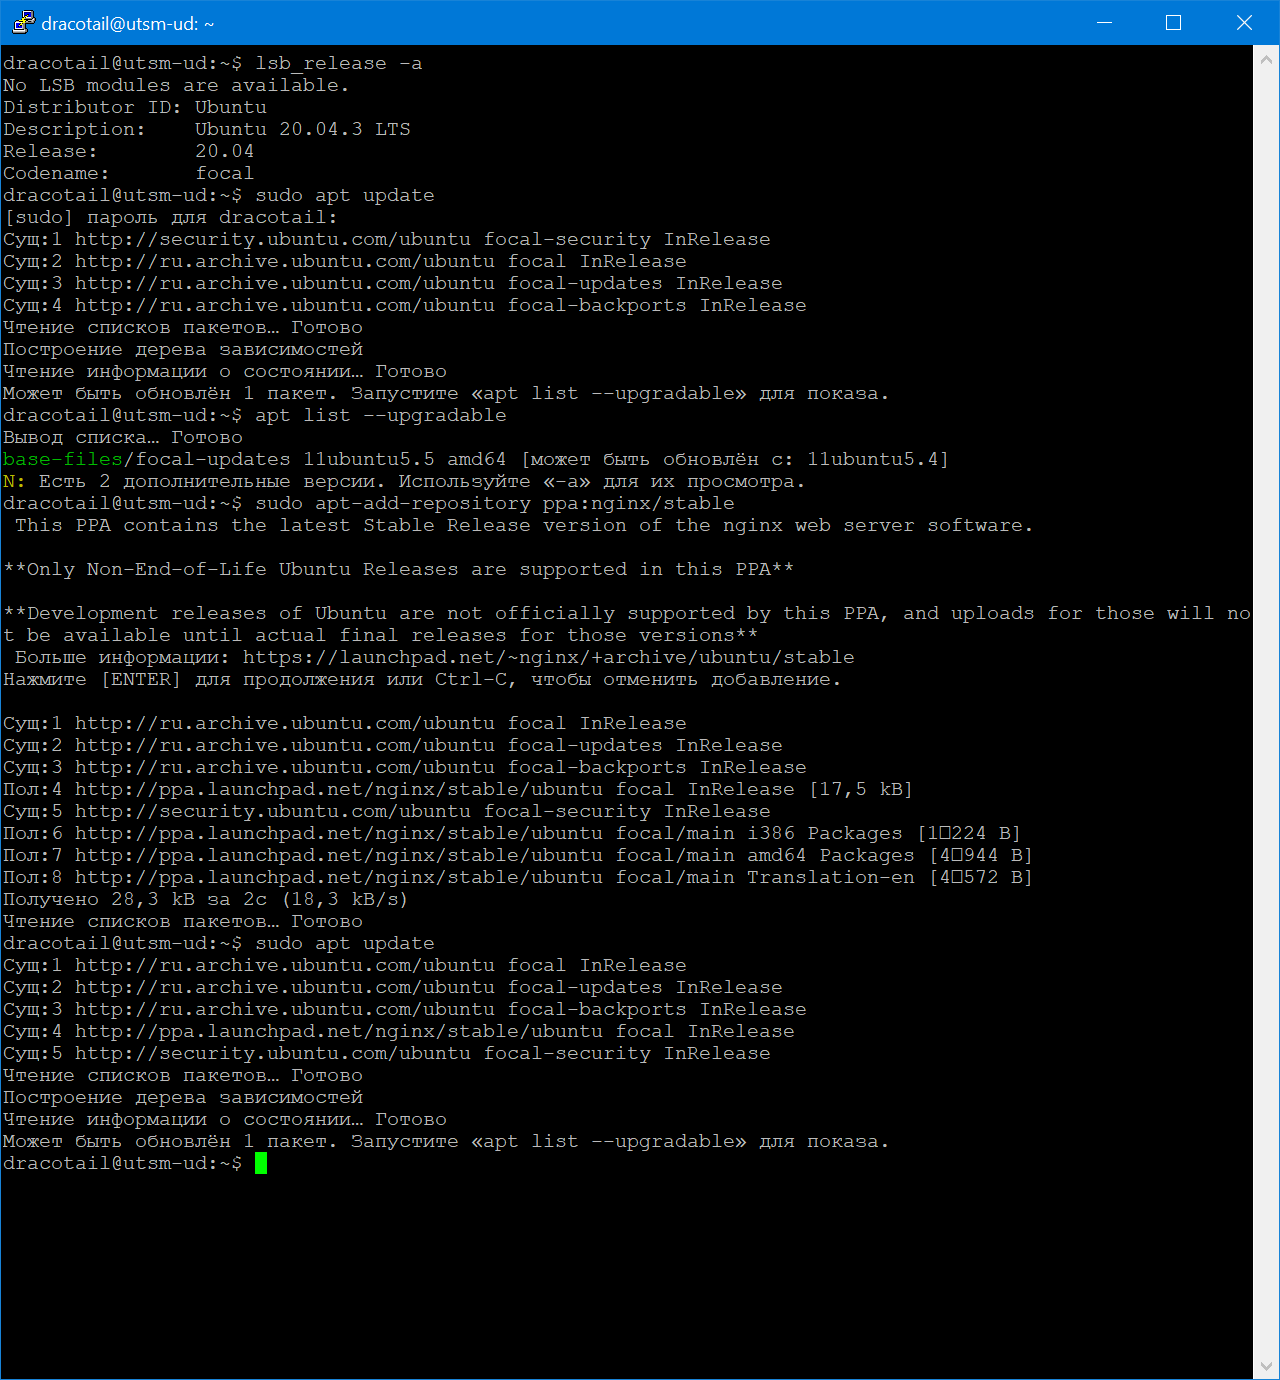 dracotail@utsm-ud: ~
dracotail@utsm-ud:~$ lsb_release -a
No LSB modules are available.
Distributor ID: Ubuntu
Description:    Ubuntu 20.04.3 LTS
Release:        20.04
Codename:       focal
dracotail@utsm-ud:~$ sudo apt update
[sudo] пароль для dracotail:
Сущ:1 http://security.ubuntu.com/ubuntu focal-security InRelease
Сущ:2 http://ru.archive.ubuntu.com/ubuntu focal InRelease
Сущ:3 http://ru.archive.ubuntu.com/ubuntu focal-updates InRelease
Сущ:4 http://ru.archive.ubuntu.com/ubuntu focal-backports InRelease
Чтение списков пакетов… Готово
Построение дерева зависимостей
Чтение информации о состоянии… Готово
Может быть обновлён 1 пакет. Запустите «apt list --upgradable» для показа.
dracotail@utsm-ud:~$ apt list --upgradable
Вывод списка… Готово
base-files/focal-updates 11ubuntu5.5 amd64 [может быть обновлён с: 11ubuntu5.4]
N: Есть 2 дополнительные версии. Используйте «-a» для их просмотра.
dracotail@utsm-ud:~$ sudo apt-add-repository ppa:nginx/stable
 This PPA contains the latest Stable Release version of the nginx web server software.
**Only Non-End-of-Life Ubuntu Releases are supported in this PPA**
**Development releases of Ubuntu are not officially supported by this PPA, and uploads for those will no
t be available until actual final releases for those versions**
 Больше информации: https://launchpad.net/~nginx/+archive/ubuntu/stable
Нажмите [ENTER] для продолжения или Ctrl-C, чтобы отменить добавление.
Сущ:1 http://ru.archive.ubuntu.com/ubuntu focal InRelease
Сущ:2 http://ru.archive.ubuntu.com/ubuntu focal-updates InRelease
Сущ:3 http://ru.archive.ubuntu.com/ubuntu focal-backports InRelease
Пол:4 http://ppa.launchpad.net/nginx/stable/ubuntu focal InRelease [17,5 kB]
Сущ:5 http://security.ubuntu.com/ubuntu focal-security InRelease
Пол:6 http://ppa.launchpad.net/nginx/stable/ubuntu focal/main i386 Packages [1□224 B]
Пол:7 http://ppa.launchpad.net/nginx/stable/ubuntu focal/main amd64 Packages [4□944 B]
Пол:8 http://ppa.launchpad.net/nginx/stable/ubuntu focal/main Translation-en [4□572 B]
Получено 28,3 kB за 2с (18,3 kB/s)
Чтение списков пакетов… Готово
dracotail@utsm-ud:~$ sudo apt update
Сущ:1 http://ru.archive.ubuntu.com/ubuntu focal InRelease
Сущ:2 http://ru.archive.ubuntu.com/ubuntu focal-updates InRelease
Сущ:3 http://ru.archive.ubuntu.com/ubuntu focal-backports InRelease
Сущ:4 http://ppa.launchpad.net/nginx/stable/ubuntu focal InRelease
Сущ:5 http://security.ubuntu.com/ubuntu focal-security InRelease
Чтение списков пакетов… Готово
Построение дерева зависимостей
Чтение информации о состоянии… Готово
Может быть обновлён 1 пакет. Запустите «apt list --upgradable» для показа.
dracotail@utsm-ud:~$